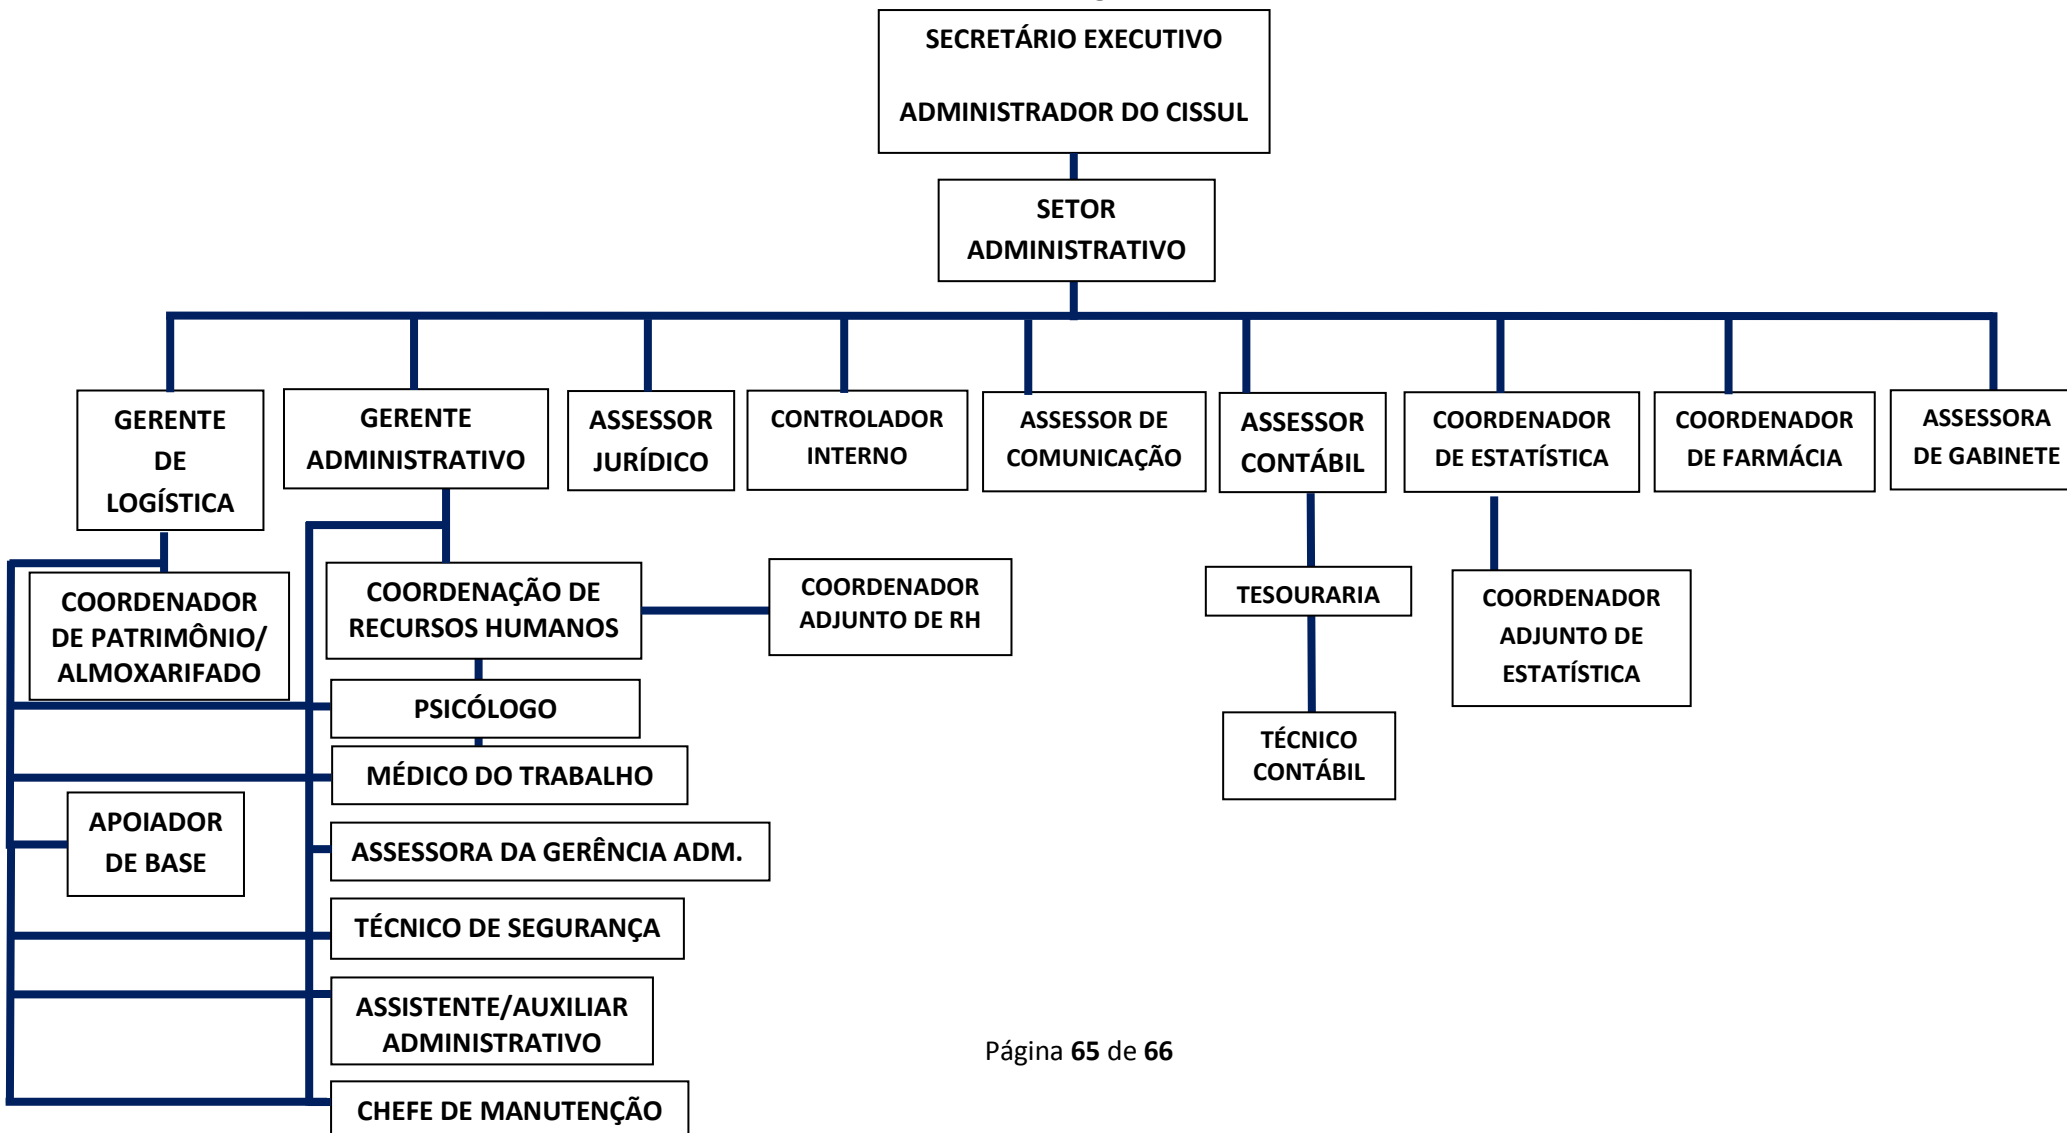 SECRETÁRIO EXECUTIVO
ADMINISTRADOR DO CISSUL
SETOR
ADMINISTRATIVO
GERENTE
DE
LOGÍSTICA
GERENTE
ADMINISTRATIVO
ASSESSOR
JURÍDICO
CONTROLADOR
INTERNO
ASSESSOR DE
COMUNICAÇÃO
ASSESSOR
CONTÁBIL
COORDENADOR
DE ESTATÍSTICA
COORDENADOR
DE FARMÁCIA
ASSESSORA
DE GABINETE
COORDENADOR
DE PATRIMÔNIO/
ALMOXARIFADO
COORDENAÇÃO DE
RECURSOS HUMANOS
COORDENADOR
ADJUNTO DE RH
TESOURARIA
COORDENADOR
ADJUNTO DE
ESTATÍSTICA
PSICÓLOGO
MÉDICO DO TRABALHO
TÉCNICO
CONTÁBIL
APOIADOR
DE BASE
ASSESSORA DA GERÊNCIA ADM.
TÉCNICO DE SEGURANÇA
ASSISTENTE/AUXILIAR
ADMINISTRATIVO
CHEFE DE MANUTENÇÃO
Página 65 de 66